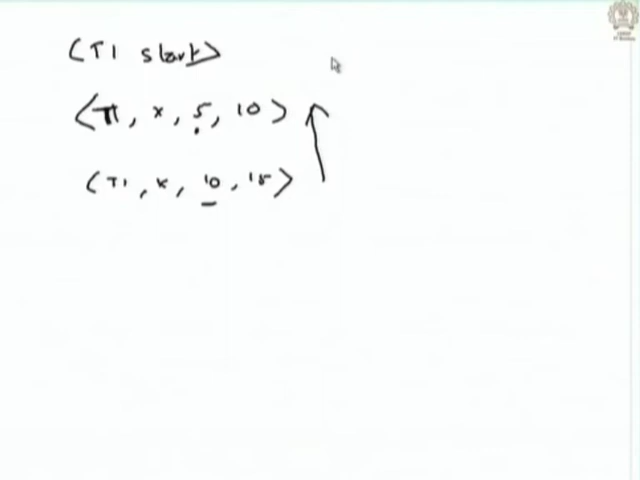 <T1 start>
<T1, x, 5, 10>
<T1, x, 10, 15>